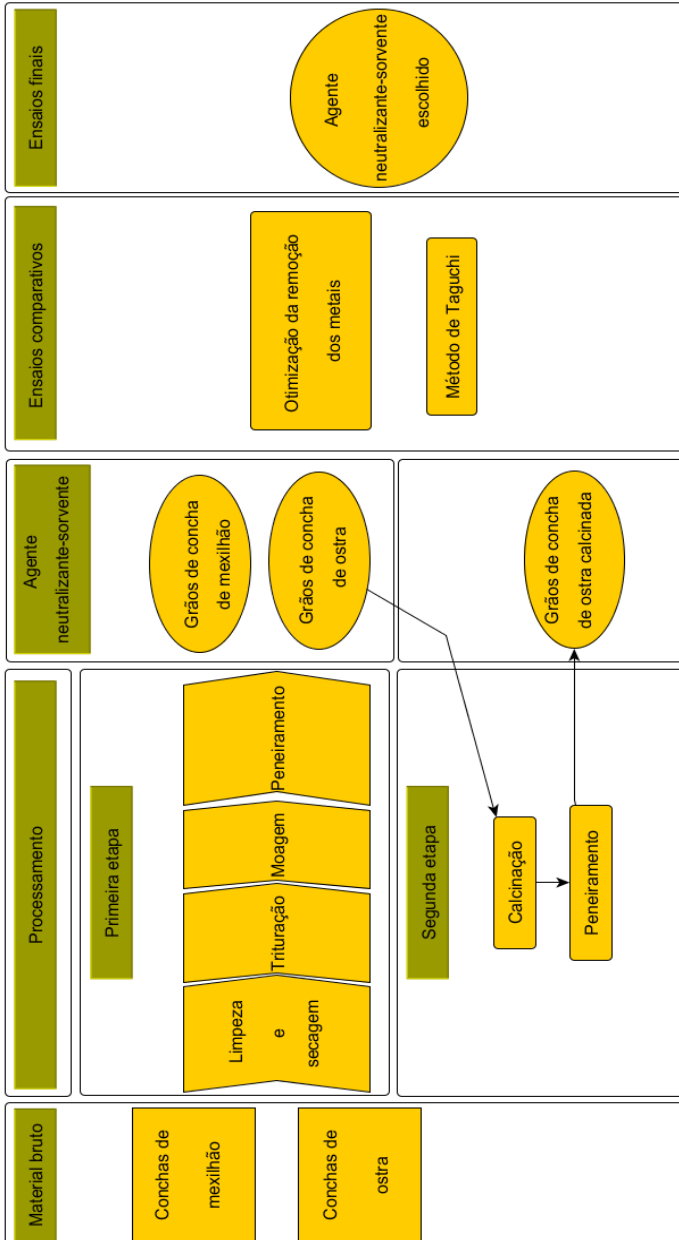 Material bruto
Conchas de
mexilhão
Conchas de
ostra
Processamento
Primeira etapa
Limpeza
e
secagem
Trituração
Moagem
Peneiramento
Segunda etapa
Calcinação
Peneiramento
Agente
neutralizante-sorvente
Grãos de concha
de mexilhão
Grãos de concha
de ostra
Grãos de concha
de ostra calcinada
Ensaios comparativos
Otimização da remoção
dos metais
Método de Taguchi
Ensaios finais
Agente
neutralizante-sorvente
escolhido